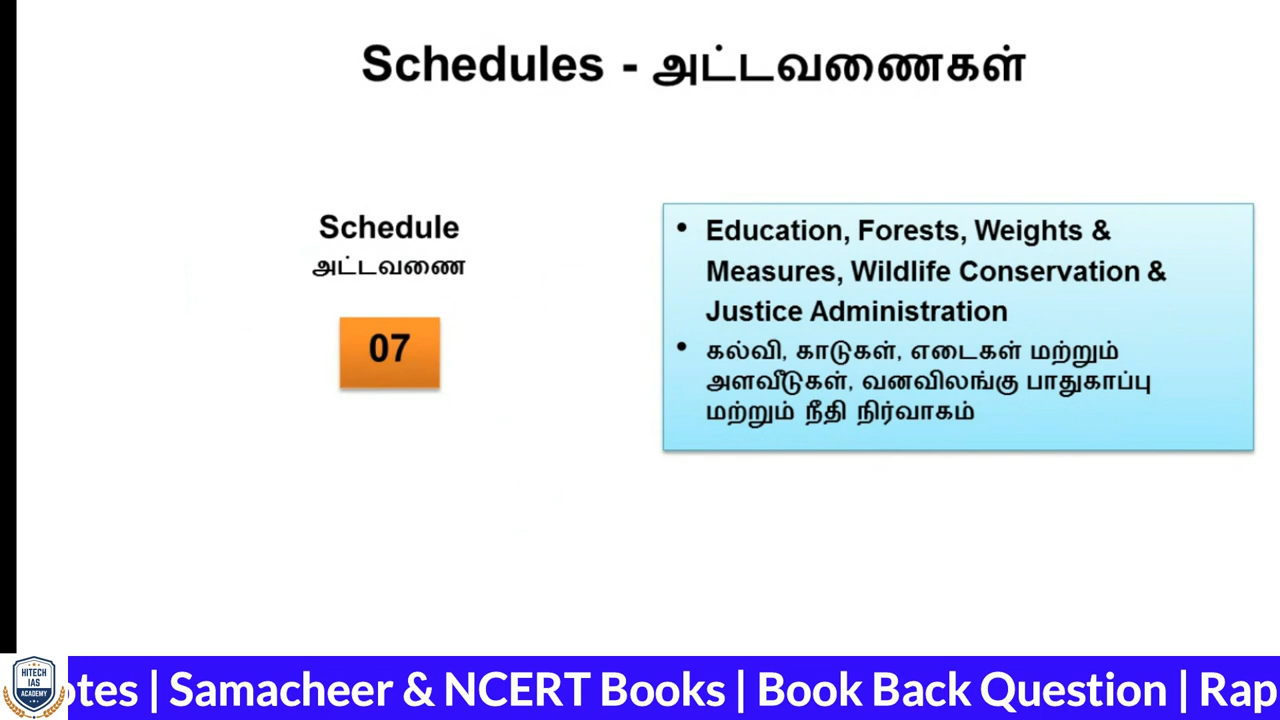 Schedules - அட்டவணைகள்
Schedule
அட்டவணை
07
• Education, Forests, Weights &
Measures, Wildlife Conservation &
Justice Administration
• கல்வி, காடுகள், எடைகள் மற்றும்
அளவீடுகள், வனவிலங்கு பாதுகாப்பு
மற்றும் நீதி நிர்வாகம்
HITECH
IAS
ACADEMY
otes | Samacheer & NCERT Books | Book Back Question | Rap